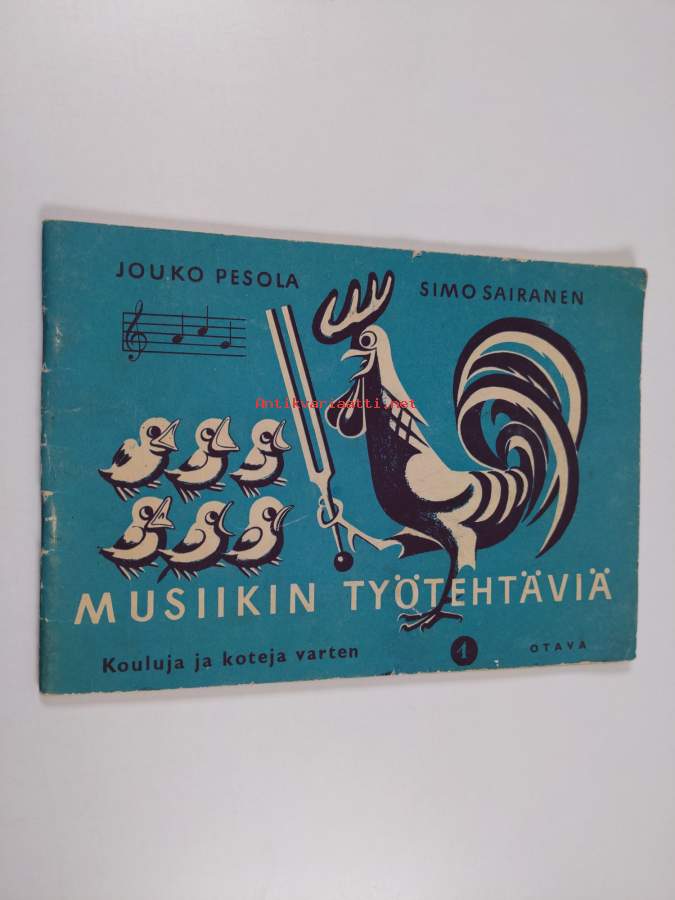 JOUKO PESOLA
SIMO SAIRANEN
Antikvariaatti.net
MUSIIKIN TYÖTEHTÄVIÄ
Kouluja ja koteja varten
1
OTAVA